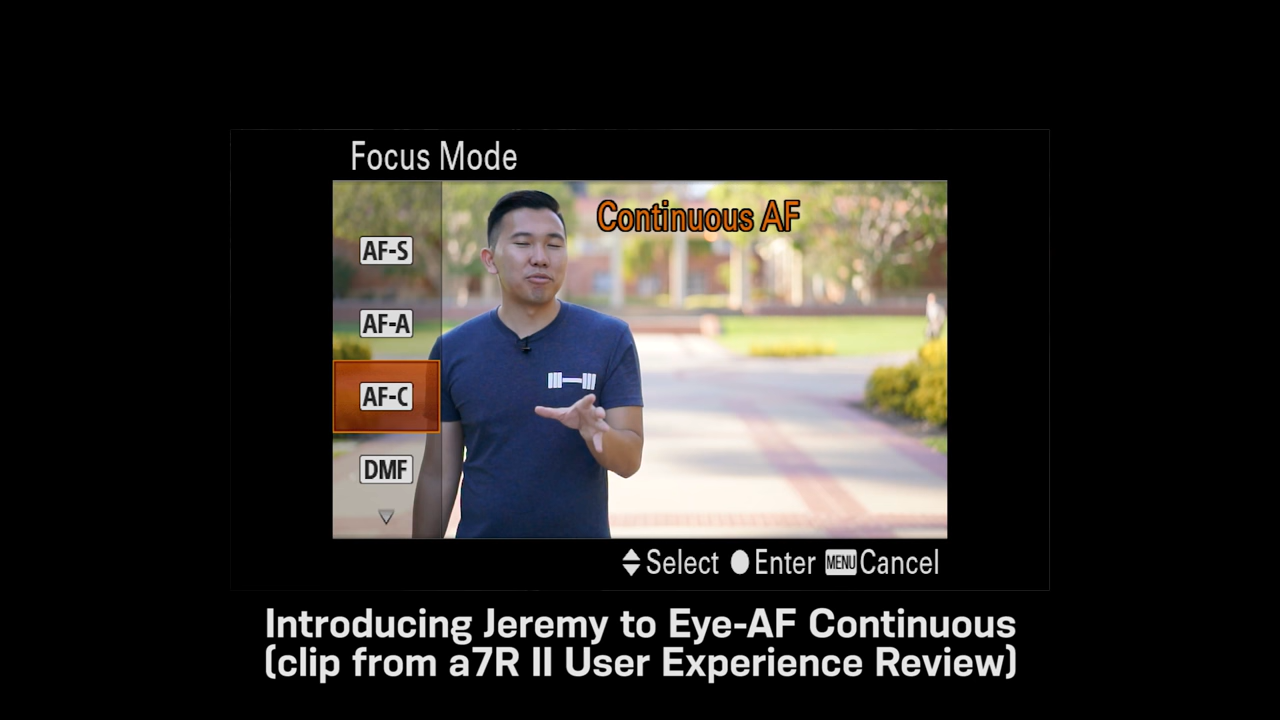 Focus Mode
Continuous AF
AF-S
AF-A
AF-C
DMF
Select Enter MENU Cancel
Introducing Jeremy to Eye-AF Continuous
(clip from a7R II User Experience Review)